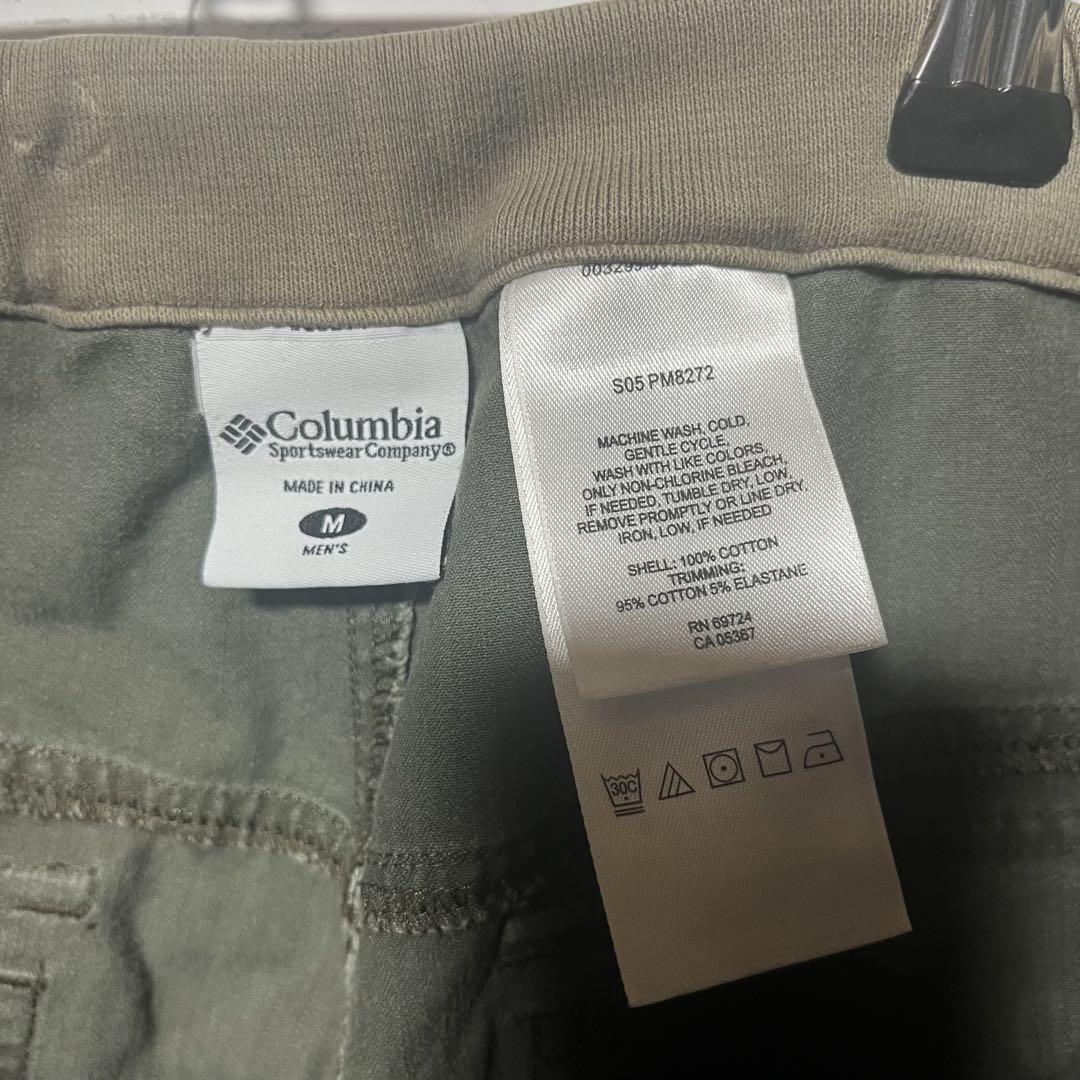 Columbia
Sportswear Company®
MADE IN CHINA
M
MEN'S
S05 PM8272
MACHINE WASH, COLD,
GENTLE CYCLE,
WASH WITH LIKE COLORS,
ONLY NON-CHLORINE BLEACH,
IF NEEDED, TUMBLE DRY, LOW,
REMOVE PROMPTLY OR LINE DRY,
IRON, LOW, IF NEEDED
SHELL: 100% COTTON
TRIMMING:
95% COTTON 5% ELASTANE
RN 69724
CA 05367
30C